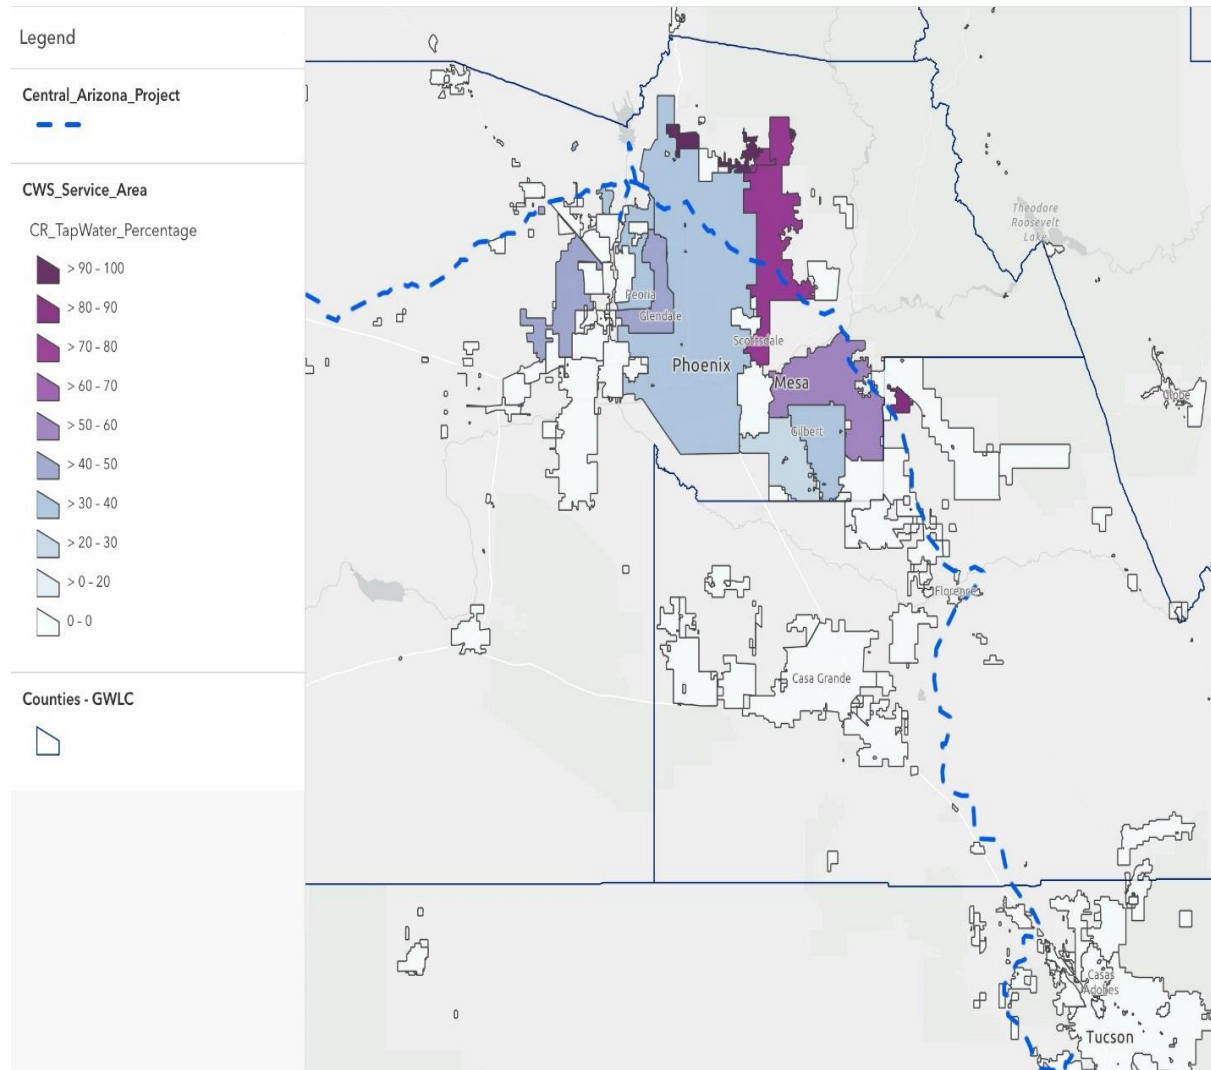 Legend
Central_Arizona_Project
CWS_Service_Area
CR_TapWater_Percentage
> 90 - 100
> 80 - 90
> 70 - 80
> 60 - 70
> 50 - 60
> 40 - 50
> 30 - 40
> 20 - 30
> 0 - 20
0 - 0
Counties - GWLC
Theodore
Roosevelt
Lake
Peoria
Glendale
Scottsdale
Phoenix
Mesa
Globe
Gilbert
Florence
Casa Grande
Casas
Adobes
Tucson